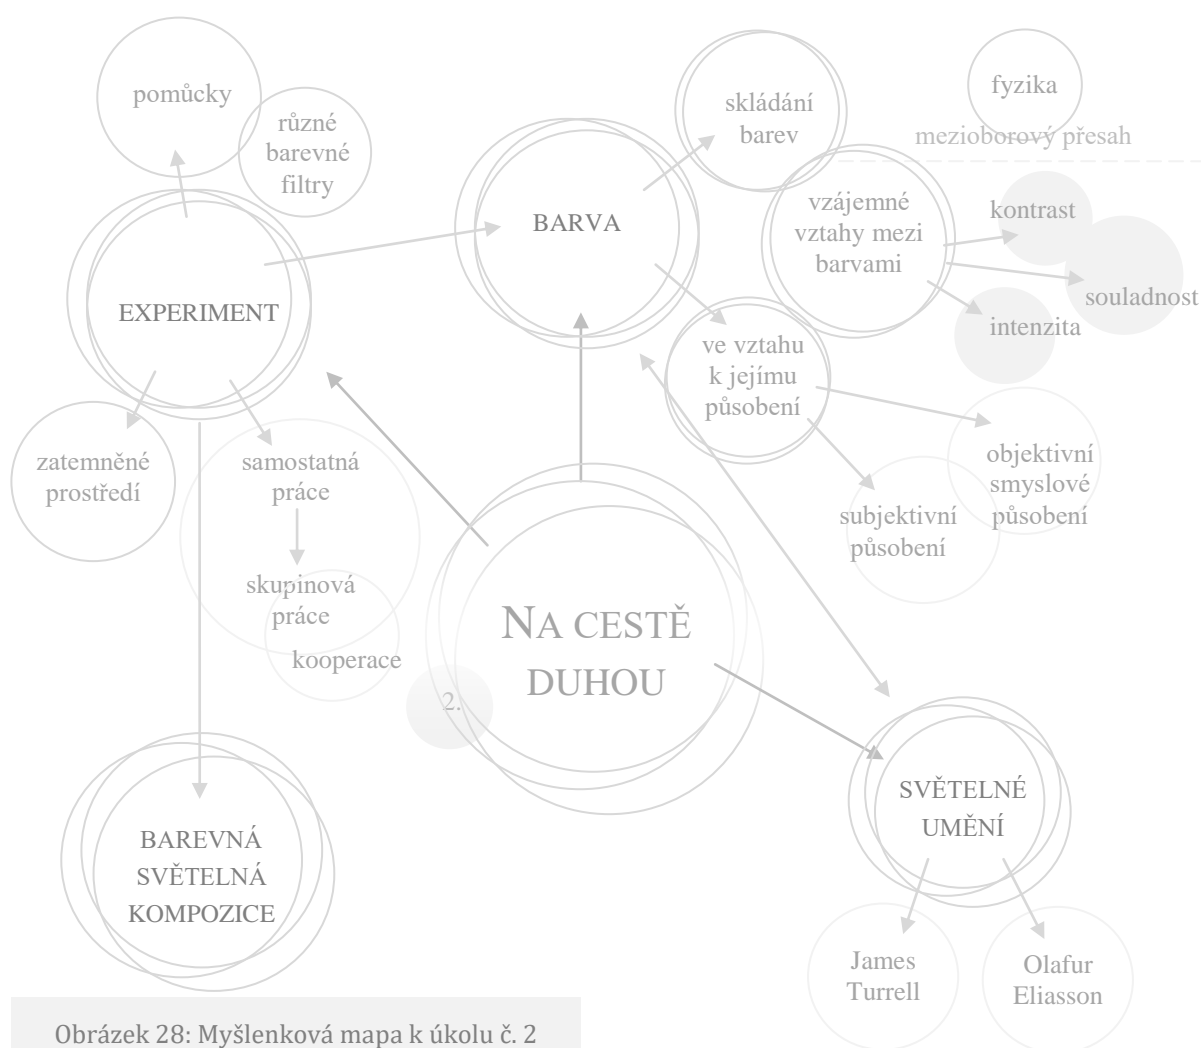 pomůcky
různé
barevné
filtry
EXPERIMENT
zatemněné
prostředí
samostatná
práce
skupinová
práce
kooperace
BARVA
skládání
barev
fyzika
mezioborový přesah
vzájemné
vztahy mezi
barvami
kontrast
souladnost
intenzita
ve vztahu
k jejímu
působení
objektivní
smyslové
působení
subjektivní
působení
NA CESTĚ
DUHOU
2.
SVĚTELNÉ
UMĚNÍ
James
Turrell
Olafur
Eliasson
BAREVNÁ
SVĚTELNÁ
KOMPOZICE
Obrázek 28: Myšlenková mapa k úkolu č. 2